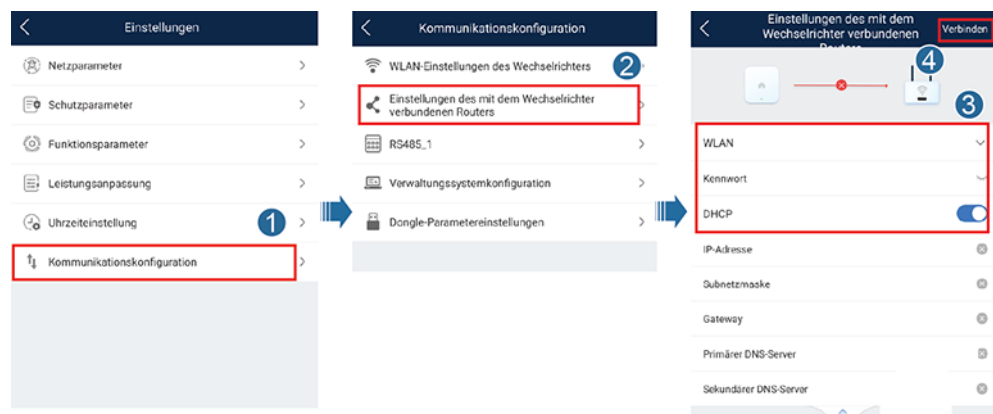 Einstellungen
Netzparameter
Schutzparameter
Funktionsparameter
Leistungsanpassung
Uhrzeiteinstellung
1
Kommunikationskonfiguration
Kommunikationskonfiguration
WLAN-Einstellungen des Wechselrichters
2
Einstellungen des mit dem Wechselrichter
verbundenen Routers
RS485_1
Verwaltungssystemkonfiguration
Dongle-Parametereinstellungen
Einstellungen des mit dem
Wechselrichter verbundenen
Routers
Verbinden
4
3
WLAN
Kennwort
DHCP
IP-Adresse
Subnetzmaske
Gateway
Primärer DNS-Server
Sekundärer DNS-Server